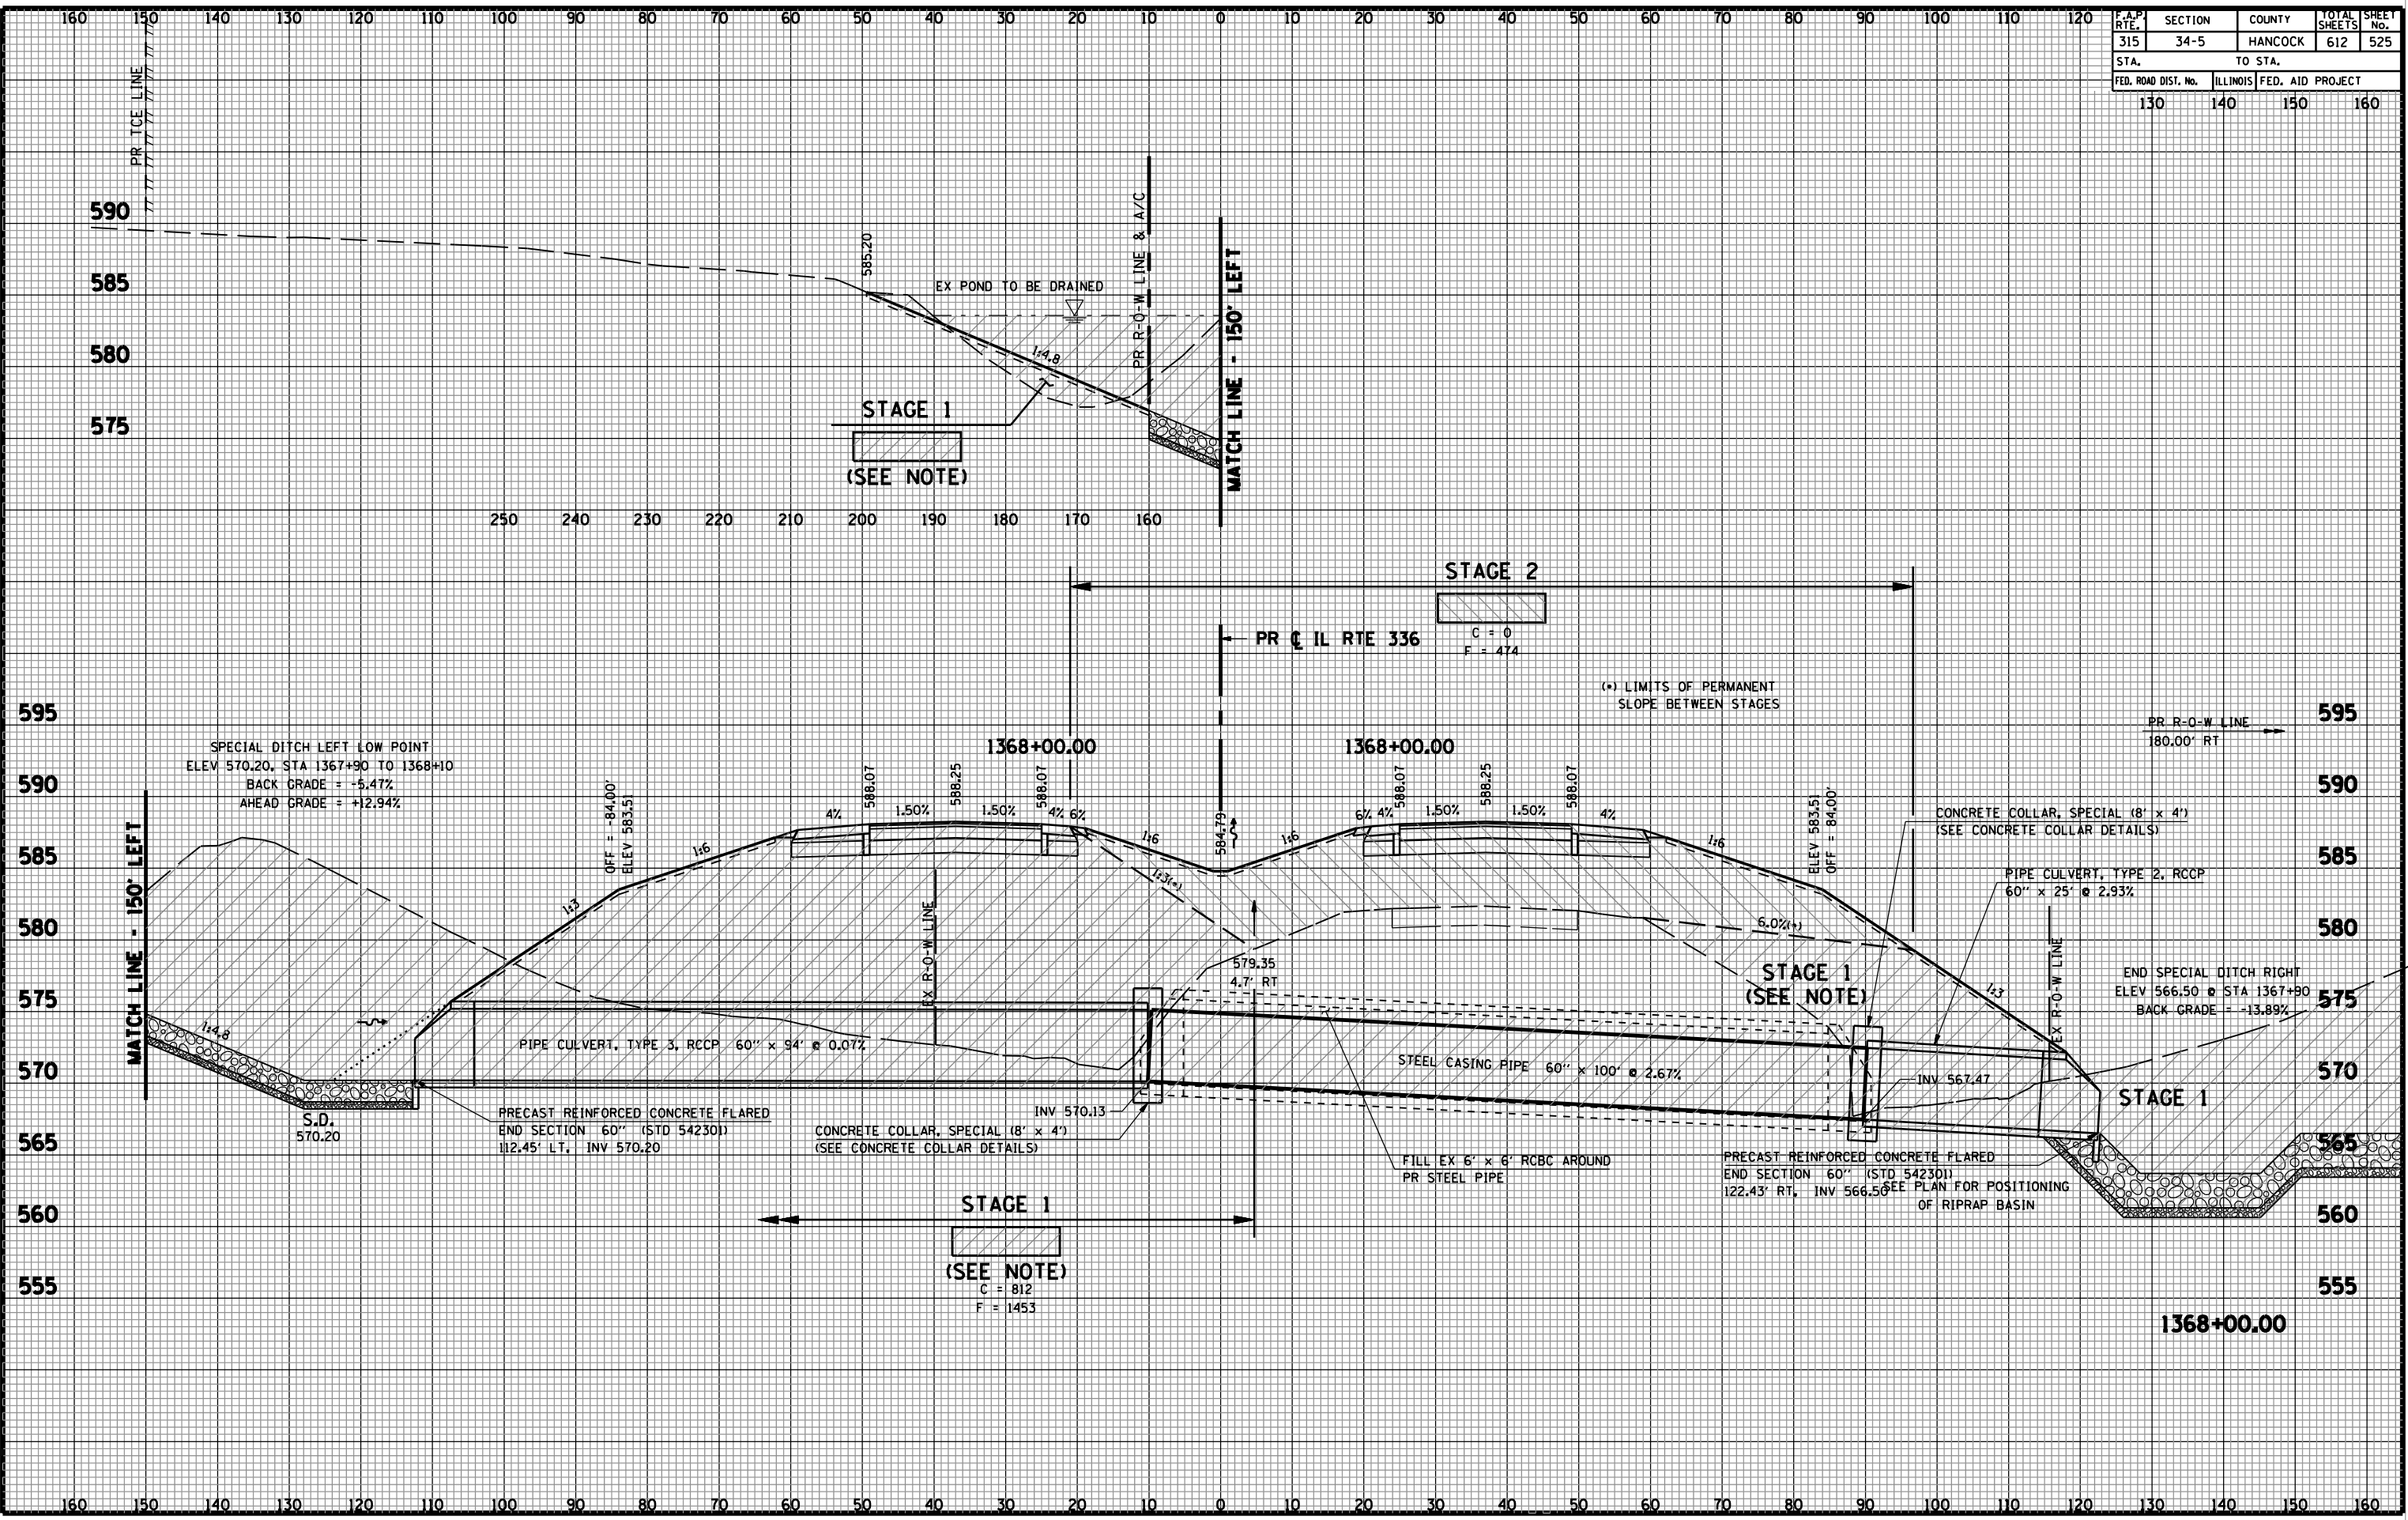 160 150 140 130 120 110 100 90 80 70 60 50 40 30 20 10 0 10 20 30 40 50 60 70 80 90 100 110 120
F.A.P. RTE. SECTION COUNTY TOTAL SHEETS SHEET No.
315 34-5 HANCOCK 612 525
STA. TO STA.
FED. ROAD DIST. No. ILLINOIS FED. AID PROJECT
130 140 150 160
PR TCE LINE
590
585
580
575
585.20
EX POND TO BE DRAINED
PR R-O-W LINE & A/C
MATCH LINE - 150' LEFT
1:4.8
STAGE 1
(SEE NOTE)
250 240 230 220 210 200 190 180 170 160
STAGE 2
C = 0
F = 474
PR ℄ IL RTE 336
(*) LIMITS OF PERMANENT
SLOPE BETWEEN STAGES
595
590
585
580
575
570
565
560
555
595
590
585
580
575
570
565
560
555
PR R-O-W LINE
180.00' RT
1368+00.00
1368+00.00
SPECIAL DITCH LEFT LOW POINT
ELEV 570.20, STA 1367+90 TO 1368+10
BACK GRADE = -5.47%
AHEAD GRADE = +12.94%
MATCH LINE - 150' LEFT
OFF = -84.00'
ELEV 583.51
4% 588.07 1.50% 588.25 1.50% 588.07 4% 6%
1:6
1:3
1:6
584.79
1:6
6% 4% 588.07 1.50% 588.25 1.50% 588.07 4%
1:6
ELEV 583.51
OFF = 84.00'
CONCRETE COLLAR, SPECIAL (8' x 4')
(SEE CONCRETE COLLAR DETAILS)
PIPE CULVERT, TYPE 2, RCCP
60'' x 25' @ 2.93%
1:3(*)
6.0%(*)
EX R-O-W LINE
EX R-O-W LINE
579.35
4.7' RT
STAGE 1
(SEE NOTE)
1:3
END SPECIAL DITCH RIGHT
ELEV 566.50 @ STA 1367+90
BACK GRADE = -13.89%
1:4.8
PIPE CULVERT, TYPE 3, RCCP 60'' x 94' @ 0.07%
STEEL CASING PIPE 60'' x 100' @ 2.67%
INV 567.47
STAGE 1
S.D.
570.20
PRECAST REINFORCED CONCRETE FLARED
END SECTION 60'' (STD 542301)
112.45' LT, INV 570.20
INV 570.13
CONCRETE COLLAR, SPECIAL (8' x 4')
(SEE CONCRETE COLLAR DETAILS)
FILL EX 6' x 6' RCBC AROUND
PR STEEL PIPE
PRECAST REINFORCED CONCRETE FLARED
END SECTION 60'' (STD 542301)
122.43' RT, INV 566.50
SEE PLAN FOR POSITIONING
OF RIPRAP BASIN
STAGE 1
(SEE NOTE)
C = 812
F = 1453
1368+00.00
160 150 140 130 120 110 100 90 80 70 60 50 40 30 20 10 0 10 20 30 40 50 60 70 80 90 100 110 120 130 140 150 160